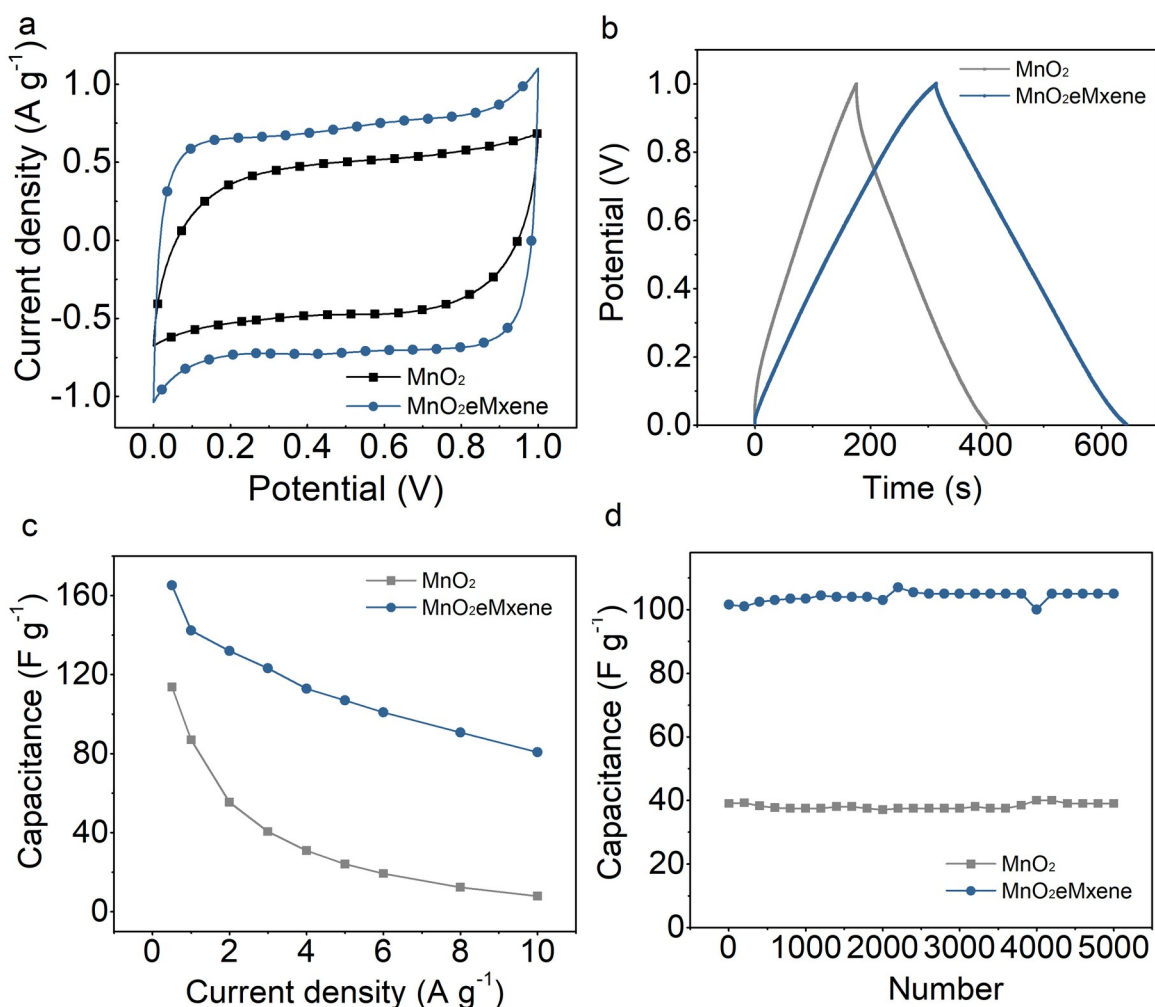 a
Current density (A g⁻¹)
1.0
0.5
0.0
-0.5
-1.0
MnO₂
MnO₂eMxene
0.0 0.2 0.4 0.6 0.8 1.0
Potential (V)
b
Potential (V)
1.0
0.8
0.6
0.4
0.2
0.0
MnO₂
MnO₂eMxene
0 200 400 600
Time (s)
c
Capacitance (F g⁻¹)
160
120
80
40
0
MnO₂
MnO₂eMxene
0 2 4 6 8 10
Current density (A g⁻¹)
d
Capacitance (F g⁻¹)
100
80
60
40
20
0
MnO₂
MnO₂eMxene
0 1000 2000 3000 4000 5000
Number